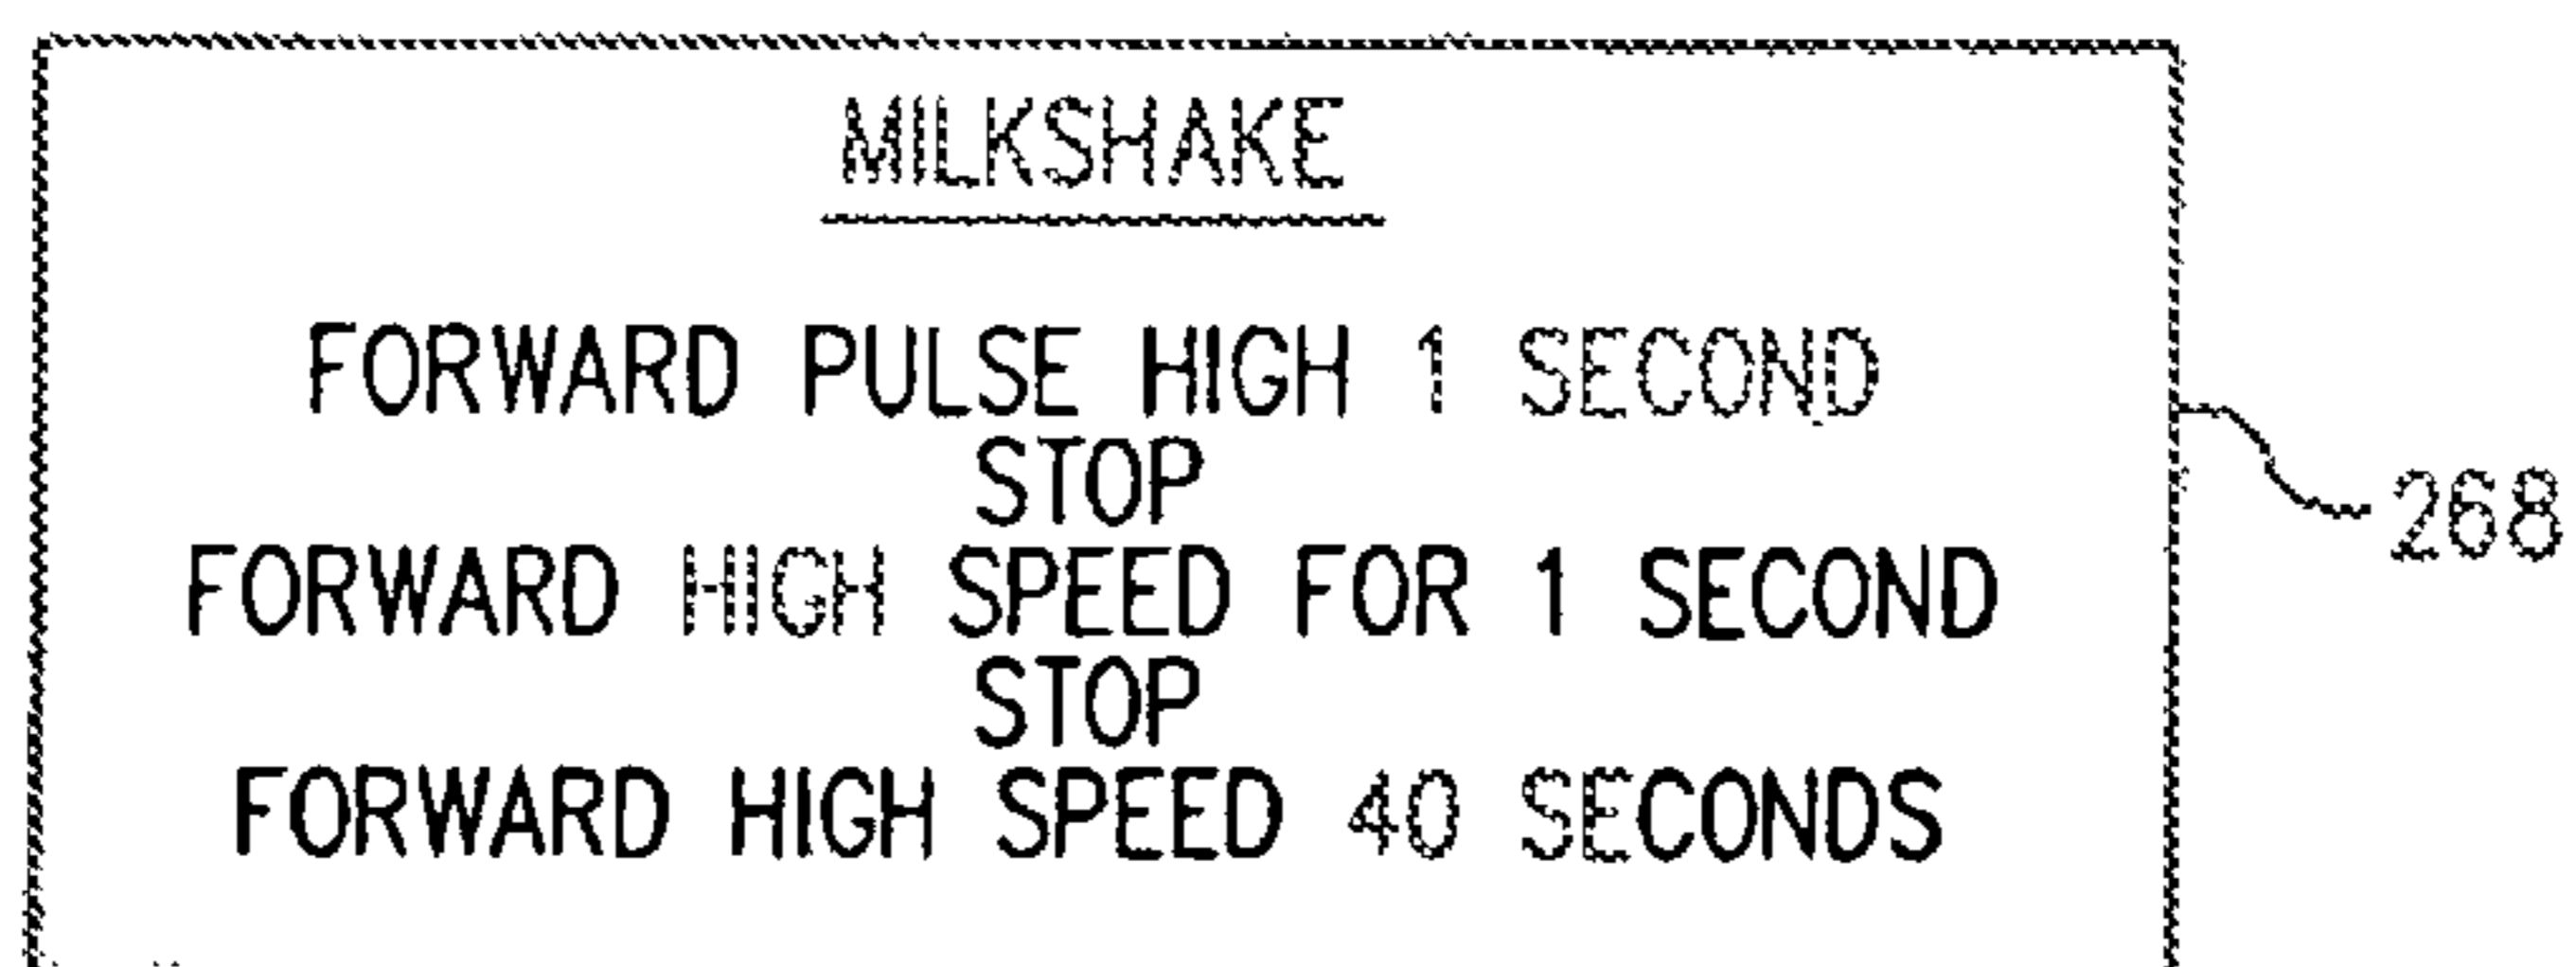 MILKSHAKE
FORWARD PULSE HIGH 1 SECOND
STOP
FORWARD HIGH SPEED FOR 1 SECOND
STOP
FORWARD HIGH SPEED 40 SECONDS
268